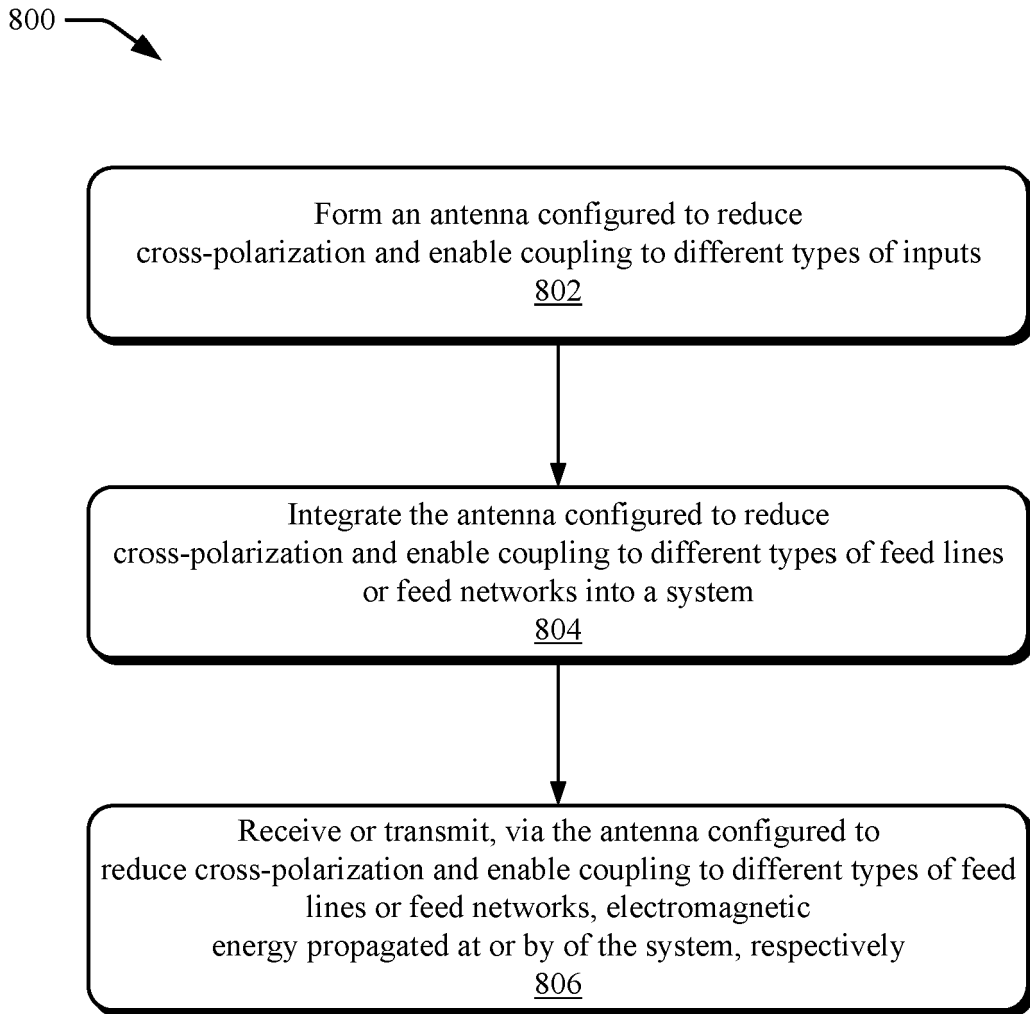 800
Form an antenna configured to reduce
cross-polarization and enable coupling to different types of inputs
802
Integrate the antenna configured to reduce
cross-polarization and enable coupling to different types of feed lines
or feed networks into a system
804
Receive or transmit, via the antenna configured to
reduce cross-polarization and enable coupling to different types of feed
lines or feed networks, electromagnetic
energy propagated at or by of the system, respectively
806